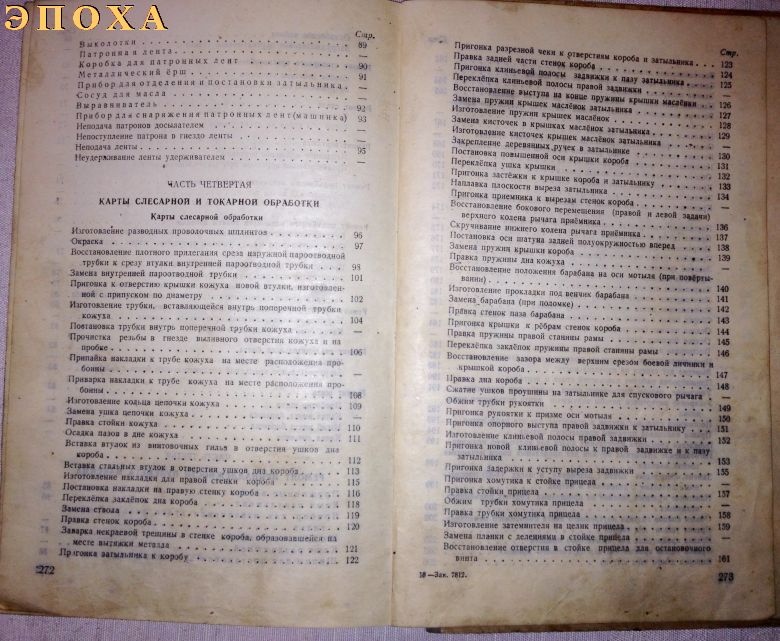 ЭПОХА
Стр.
Выколотки 89
Патронная лента —
Коробка для патронных лент 90
Металлический ёрш 91
Прибор для отделения и постановки затыльника —
Сосуд для масла —
Выравниватель 92
Прибор для снаряжения патронных лент (машинка) 93
Неподача патронов досылателем —
Непоступление патрона в гнездо ленты —
Неподача ленты 95
Неудерживание ленты удерживателем —
ЧАСТЬ ЧЕТВЕРТАЯ
КАРТЫ СЛЕСАРНОЙ И ТОКАРНОЙ ОБРАБОТКИ
Карты слесарной обработки
Изготовление разводных проволочных шплинтов 96
Окраска 97
Восстановление плотного прилегания среза наружной пароотводной
трубки к срезу втулки внутренней пароотводной трубки 98
Замена внутренней пароотводной трубки 101
Пригонка к отверстию крышки кожуха новой втулки, изготовлен-
ной с припуском по диаметру 102
Изготовление трубки, вставляющейся внутрь поперечной трубки
кожуха 104
Постановка трубки внутрь поперечной трубки кожуха —
Прочистка резьбы в гнезде выливного отверстия кожуха и на
пробке 106
Припайка накладки к трубе кожуха на месте расположения про-
боины —
Приварка накладки к трубе кожуха на месте расположения про-
боины 108
Изготовление кольца цепочки кожуха 109
Замена ушка цепочки кожуха —
Правка стойки кожуха 110
Осадка пазов в дне кожуха 111
Вставка втулок из винтовочных гильз в отверстия ушков дна
короба 112
Вставка стальных втулок в отверстия ушков дна короба 113
Изготовление накладки для правой стенки короба 115
Постановка накладки на правую стенку короба 116
Переклёпка заклёпок дна короба 118
Замена ствола 119
Правка стенок короба 120
Заварка некраевой трещины в стенке короба, образовавшейся на
месте вытяжки металла 121
Пригонка затыльника к коробу 122
272
Стр.
Пригонка разрезной чеки к отверстиям короба и затыльника 123
Правка задней части стенок короба 124
Пригонка клиньевой полосы задвижки к пазу затыльника —
Переклёпка клиньевой полосы правой задвижки 125
Восстановление выступа на конце пружины крышки маслёнки —
Замена пружин крышек маслёнок затыльника 126
Изготовление пружин крышек маслёнок 127
Замена кисточек в крышках маслёнок затыльника 128
Изготовление кисточек крышек маслёнок затыльника 129
Закрепление деревянных ручек в затыльнике —
Постановка повышенной оси крышки короба 130
Переклёпка ушка крышки короба 131
Пригонка застёжки к крышке короба и затыльнику 132
Наплавка плоскости выреза затыльника 133
Пригонка приемника к вырезам стенок короба 134
Восстановление бокового перемещения (правой и левой задачи)
верхнего колена рычага приёмника 136
Скручивание нижнего колена рычага приёмника 137
Постановка оси шатуна задней полуокружностью вперед 138
Замена пружин крышки короба —
Правка пружины дна кожуха 139
Восстановление положения барабана на оси мотыля (при повёрты-
вании) —
Изготовление прокладки под венчик барабана 140
Замена барабана (при поломке) 141
Правка стенок паза барабана 142
Пригонка крышки к рёбрам стенок короба 143
Правка пружины правой станины рамы 144
Переклёпка заклёпок пружины правой станины рамы 145
Восстановление зазора между верхним срезом боевой личинки и 146
крышкой короба —
Правка дна короба 147
Сжатие ушков проушины на затыльнике для спускового рычага 148
Обжим трубки рукоятки —
Пригонка рукоятки к призме оси мотыля 149
Пригонка опорного выступа правой задвижки к затыльнику 150
Изготовление клиньевой полосы правой задвижки 151
Пригонка новой клиньевой полосы к правой задвижке и к пазу 152
затыльника 153
Пригонка задержки к уступу выреза задвижки 155
Пригонка хомутика к стойке прицела —
Правка стойки прицела 157
Обжим трубки хомутика прицела —
Правка трубки хомутика прицела 158
Изготовление затемнителя на целик прицела 159
Замена планки с делениями в стойке прицела —
Восстановление отверстия в стойке прицела для остановочного
винта 161
18—Зак. 7812.
273